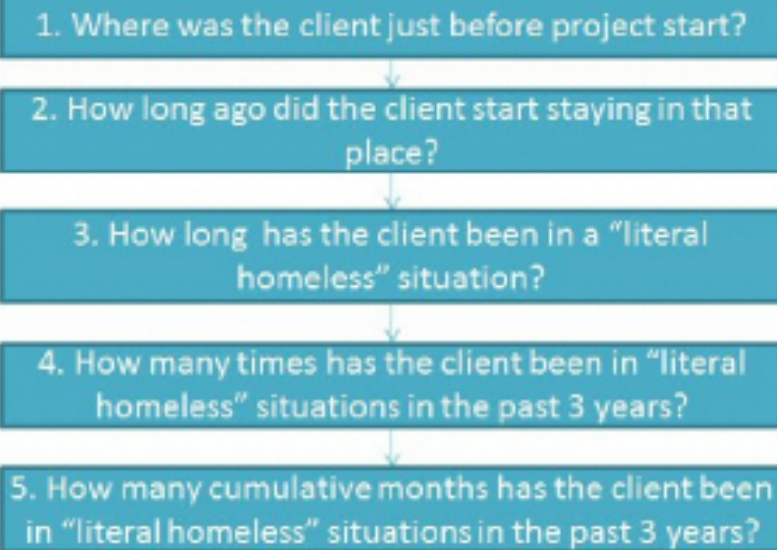 1. Where was the client just before project start?
2. How long ago did the client start staying in that
place?
3. How long has the client been in a “literal
homeless” situation?
4. How many times has the client been in “literal
homeless” situations in the past 3 years?
5. How many cumulative months has the client been
in “literal homeless” situations in the past 3 years?